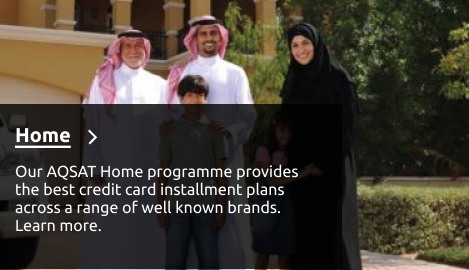 Home
Our AQSAT Home programme provides
the best credit card installment plans
across a range of well known brands.
Learn more.